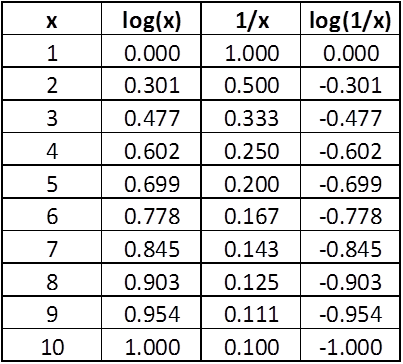 x log(x) 1/x log(1/x)
1 0.000 1.000 0.000
2 0.301 0.500 -0.301
3 0.477 0.333 -0.477
4 0.602 0.250 -0.602
5 0.699 0.200 -0.699
6 0.778 0.167 -0.778
7 0.845 0.143 -0.845
8 0.903 0.125 -0.903
9 0.954 0.111 -0.954
10 1.000 0.100 -1.000